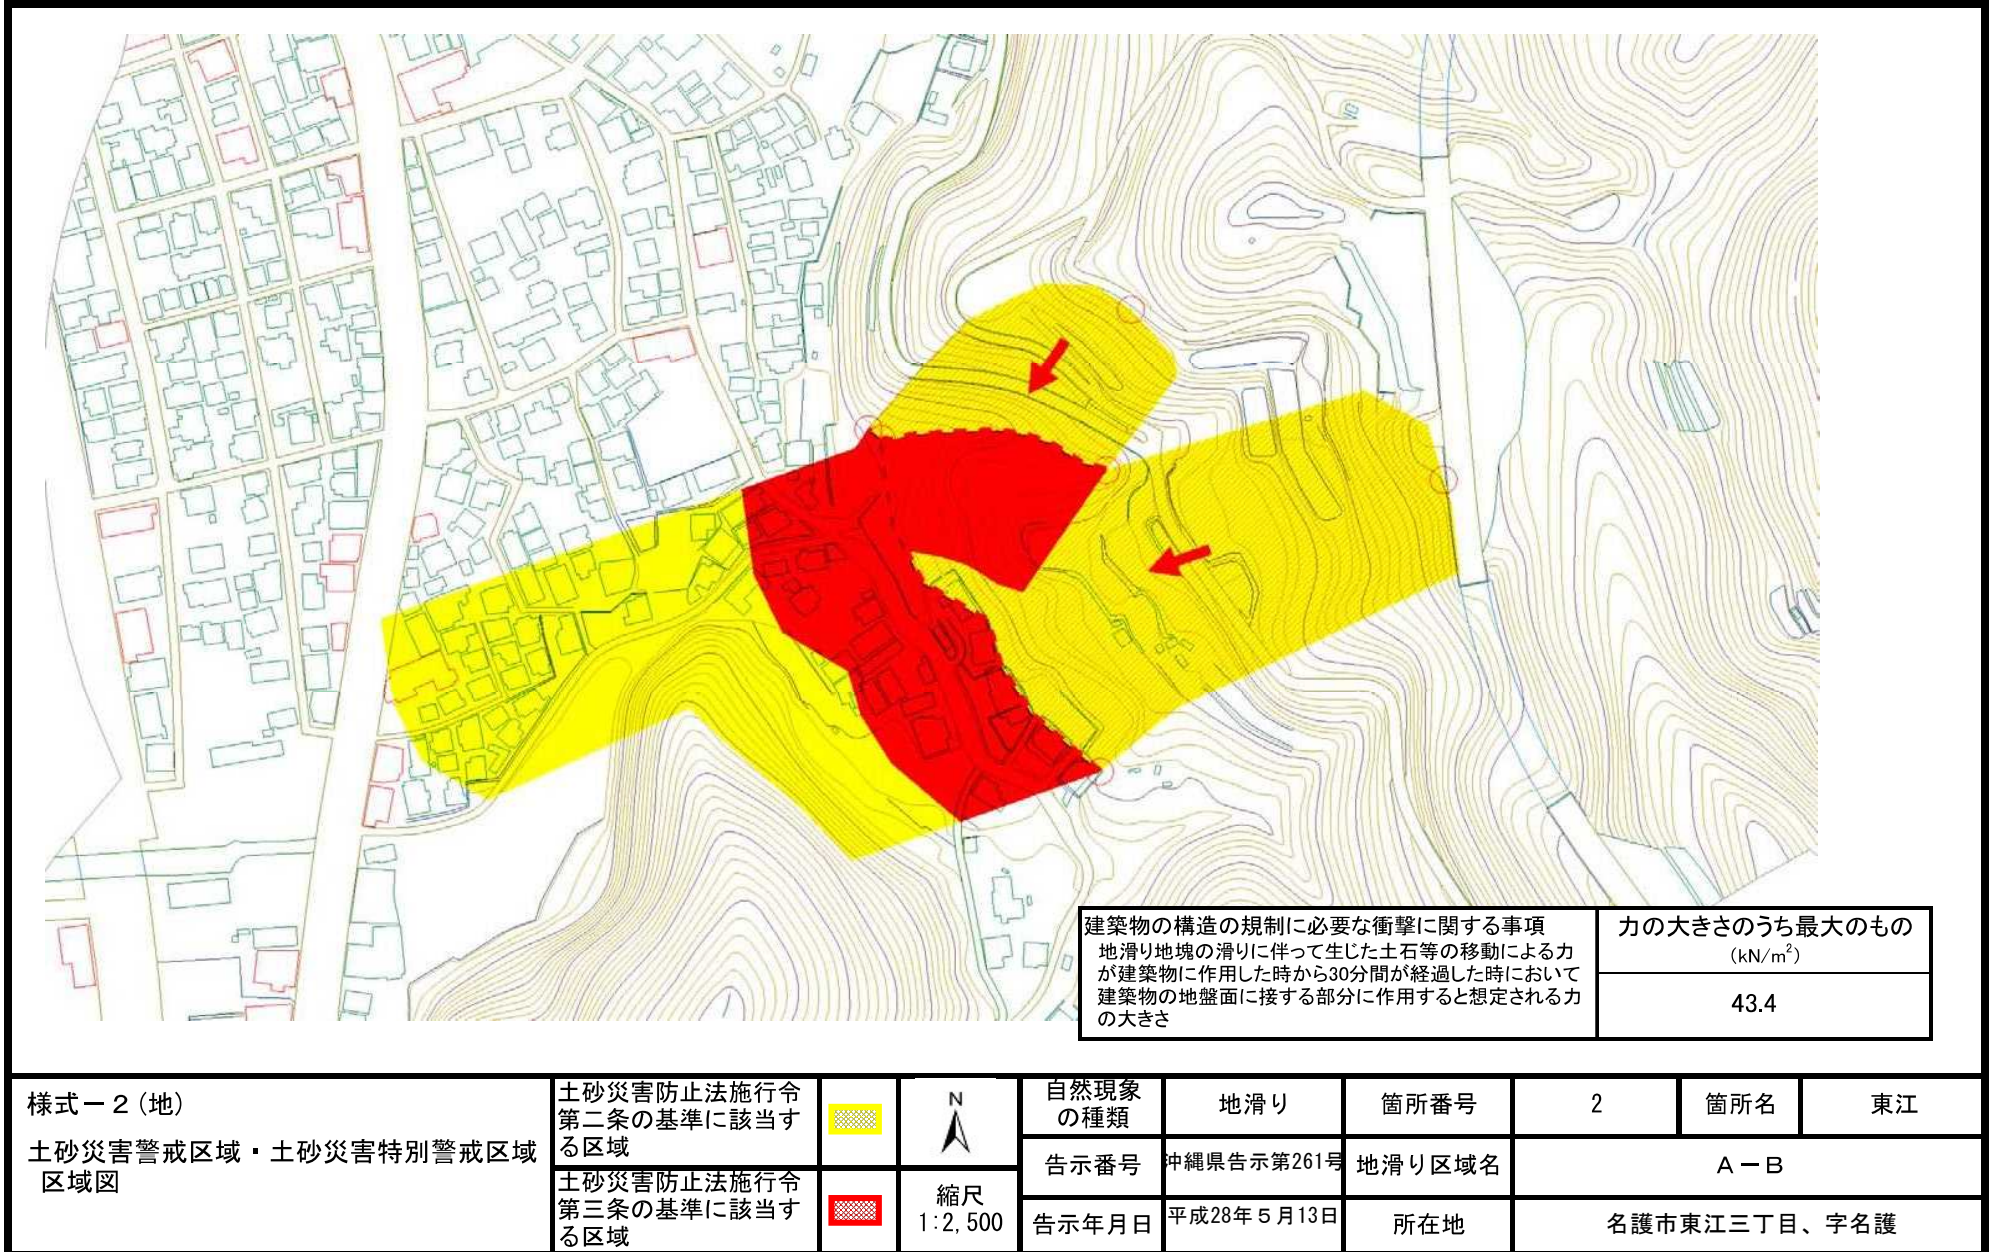 建築物の構造の規制に必要な衝撃に関する事項
地滑り地塊の滑りに伴って生じた土石等の移動による力
が建築物に作用した時から30分間が経過した時において
建築物の地盤面に接する部分に作用すると想定される力
の大きさ
力の大きさのうち最大のもの
(kN/m²)
43.4
様式－２(地)
土砂災害警戒区域・土砂災害特別警戒区域
区域図
土砂災害防止法施行令
第二条の基準に該当す
る区域
土砂災害防止法施行令
第三条の基準に該当す
る区域
N
縮尺
1:2,500
自然現象
の種類
地滑り
箇所番号
2
箇所名
東江
告示番号
沖縄県告示第261号
地滑り区域名
Ａ－Ｂ
告示年月日
平成28年５月13日
所在地
名護市東江三丁目、字名護